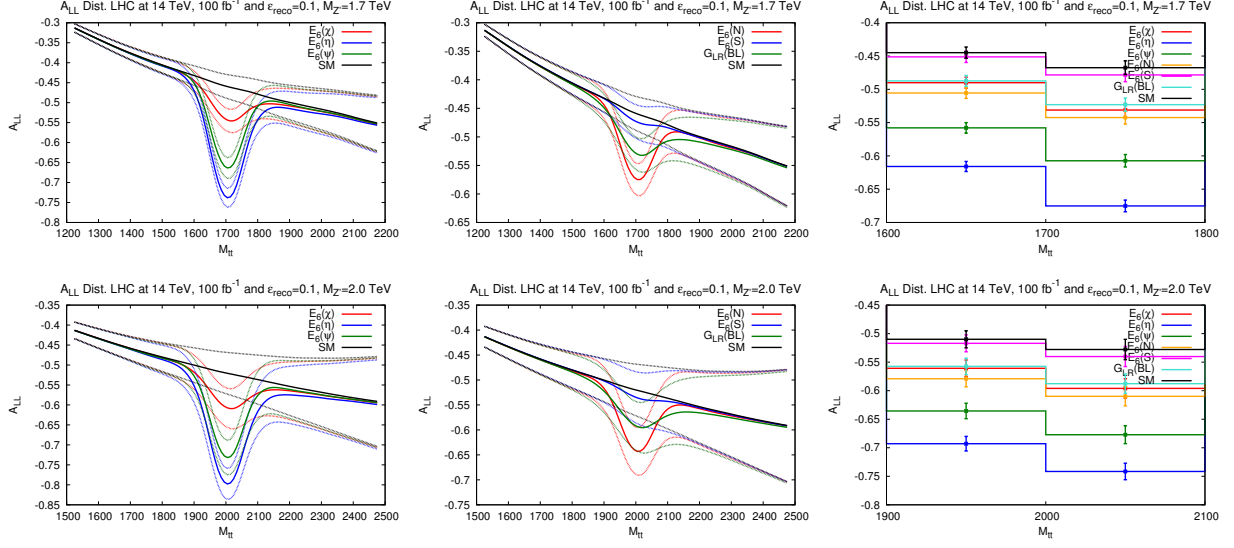 A_LL Dist. LHC at 14 TeV, 100 fb^-1 and ε_reco=0.1, M_Z'=1.7 TeV
-0.3
-0.35
-0.4
-0.45
-0.5
-0.55
-0.6
-0.65
-0.7
-0.75
-0.8
A_LL
E_6(χ)
E_6(η)
E_6(ψ)
SM
1200 1300 1400 1500 1600 1700 1800 1900 2000 2100 2200
M_tt
A_LL Dist. LHC at 14 TeV, 100 fb^-1 and ε_reco=0.1, M_Z'=1.7 TeV
-0.3
-0.35
-0.4
-0.45
-0.5
-0.55
-0.6
-0.65
A_LL
E_6(N)
E_6(S)
G_LR(BL)
SM
1200 1300 1400 1500 1600 1700 1800 1900 2000 2100 2200
M_tt
A_LL Dist. LHC at 14 TeV, 100 fb^-1 and ε_reco=0.1, M_Z'=1.7 TeV
-0.4
-0.45
-0.5
-0.55
-0.6
-0.65
-0.7
A_LL
E_6(χ)
E_6(η)
E_6(ψ)
E_6(N)
E_6(S)
G_LR(BL)
SM
1600 1700 1800
M_tt
A_LL Dist. LHC at 14 TeV, 100 fb^-1 and ε_reco=0.1, M_Z'=2.0 TeV
-0.35
-0.4
-0.45
-0.5
-0.55
-0.6
-0.65
-0.7
-0.75
-0.8
-0.85
A_LL
E_6(χ)
E_6(η)
E_6(ψ)
SM
1500 1600 1700 1800 1900 2000 2100 2200 2300 2400 2500
M_tt
A_LL Dist. LHC at 14 TeV, 100 fb^-1 and ε_reco=0.1, M_Z'=2.0 TeV
-0.35
-0.4
-0.45
-0.5
-0.55
-0.6
-0.65
-0.7
-0.75
A_LL
E_6(N)
E_6(S)
G_LR(BL)
SM
1500 1600 1700 1800 1900 2000 2100 2200 2300 2400 2500
M_tt
A_LL Dist. LHC at 14 TeV, 100 fb^-1 and ε_reco=0.1, M_Z'=2.0 TeV
-0.45
-0.5
-0.55
-0.6
-0.65
-0.7
-0.75
-0.8
A_LL
E_6(χ)
E_6(η)
E_6(ψ)
E_6(N)
E_6(S)
G_LR(BL)
SM
1900 2000 2100
M_tt